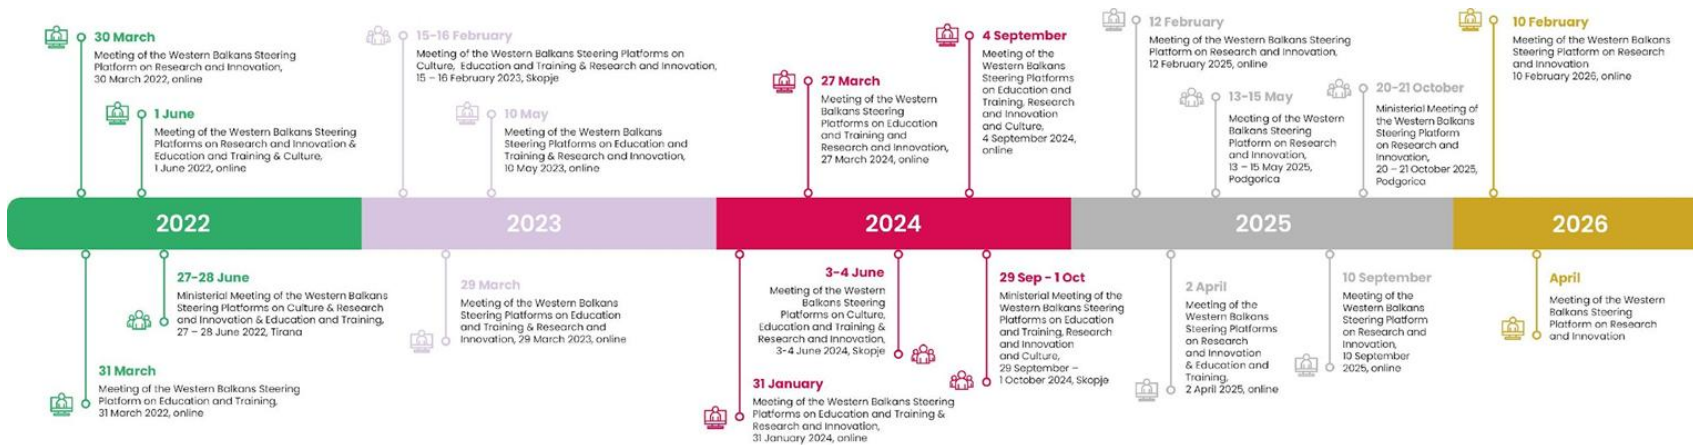 30 March
Meeting of the Western Balkans Steering
Platform on Research and Innovation,
30 March 2022, online
1 June
Meeting of the Western Balkans Steering
Platforms on Research and Innovation &
Education and Training & Culture,
1 June 2022, online
15-16 February
Meeting of the Western Balkans Steering Platforms on
Culture, Education and Training & Research and Innovation,
15 – 16 February 2023, Skopje
10 May
Meeting of the Western Balkans
Steering Platforms on Education and
Training & Research and Innovation,
10 May 2023, online
27 March
Meeting of the Western
Balkans Steering
Platforms on Education
and Training and
Research and Innovation,
27 March 2024, online
4 September
Meeting of the
Western Balkans
Steering Platforms
on Education and
Training, Research
and Innovation
and Culture,
4 September 2024,
online
12 February
Meeting of the Western Balkans Steering
Platform on Research and Innovation,
12 February 2025, online
13-15 May
Meeting of the Western
Balkans Steering
Platform on Research
and Innovation,
13 – 15 May 2025,
Podgorica
20-21 October
Ministerial Meeting of
the Western Balkans
Steering Platform
on Research and
Innovation,
20 – 21 October 2025,
Podgorica
10 February
Meeting of the Western Balkans
Steering Platform on Research
and Innovation
10 February 2026, online
2022
2023
2024
2025
2026
27-28 June
Ministerial Meeting of the Western Balkans
Steering Platforms on Culture & Research
and Innovation & Education and Training,
27 – 28 June 2022, Tirana
31 March
Meeting of the Western Balkans Steering
Platform on Education and Training,
31 March 2022, online
29 March
Meeting of the Western Balkans
Steering Platforms on Education
and Training & Research and
Innovation, 29 March 2023, online
3-4 June
Meeting of the Western
Balkans Steering
Platforms on Culture,
Education and Training &
Research and Innovation,
3-4 June 2024, Skopje
31 January
Meeting of the Western Balkans Steering
Platforms on Education and Training &
Research and Innovation,
31 January 2024, online
29 Sep - 1 Oct
Ministerial Meeting of the
Western Balkans Steering
Platforms on Education
and Training, Research
and Innovation
and Culture,
29 September –
1 October 2024, Skopje
2 April
Meeting of the
Western Balkans
Steering Platforms
on Research
and Innovation
& Education and
Training,
2 April 2025, online
10 September
Meeting of the
Western Balkans
Steering Platform
on Research and
Innovation,
10 September
2025, online
April
Meeting of the Western
Balkans Steering
Platform on Research
and Innovation